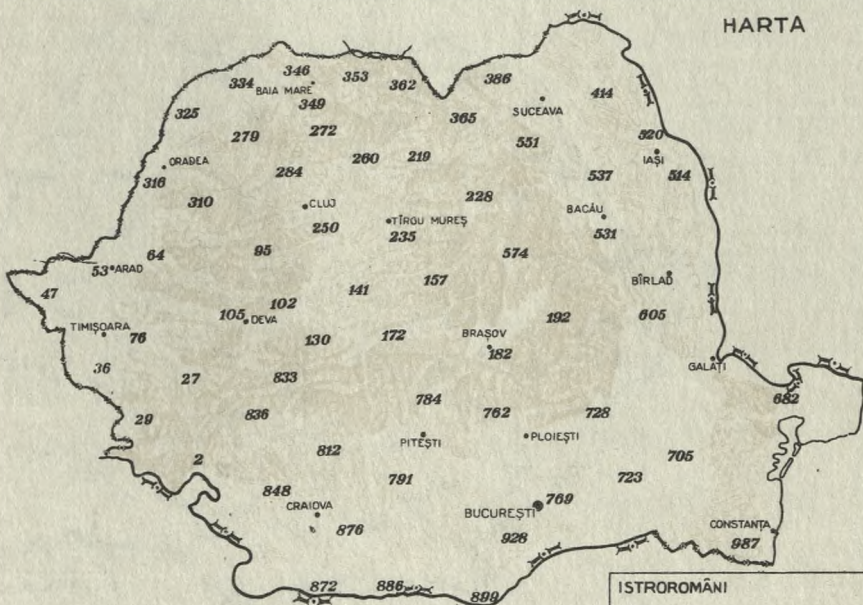 HARTA
346 353
334 362 386
BAIA MARE
325 349 SUCEAVA 414
365
279 272 551 520
260 219 IAȘI
ORADEA
316 284 537 514
310 CLUJ 228 BACĂU
TÎRGU MUREȘ
250 235 531
64 95 574
53 ARAD
47 141 157 BÎRLAD
102
105 DEVA 192 605
TIMIȘOARA
76 130 172 BRAȘOV
182
36 GALAȚI
27 833
682
784
29 836 762 728
PITEȘTI PLOIEȘTI
2 812 705
848 791 723
CRAIOVA BUCUREȘTI 769
876 928 CONSTANȚA
987
872 886 899
ISTROROMÂNI